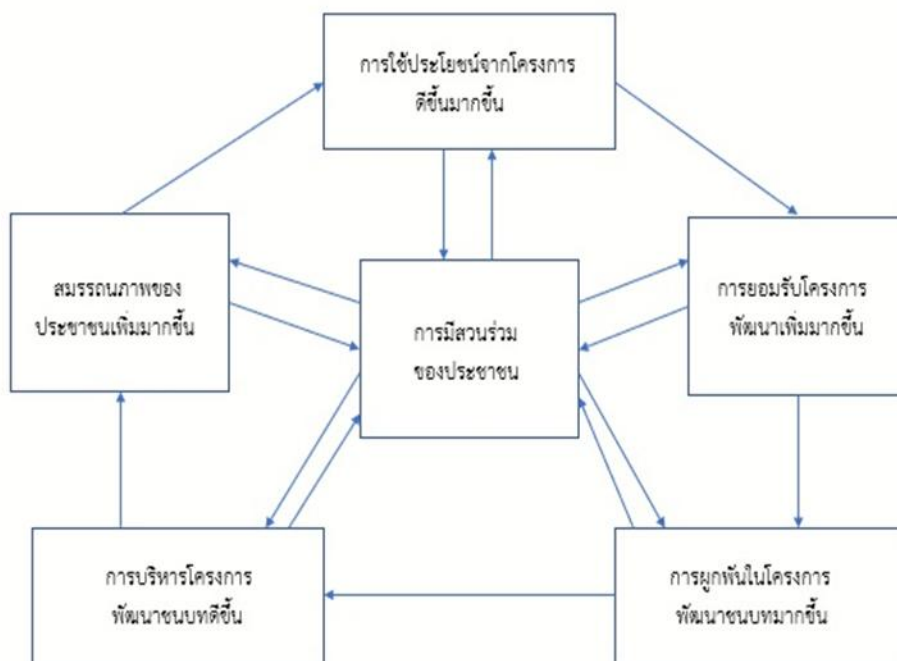 การใช้ประโยชน์จากโครงการ
ดีขึ้นมากขึ้น
สมรรถนภาพของ
ประชาชนเพิ่มมากขึ้น
การมีสวนร่วม
ของประชาชน
การยอมรับโครงการ
พัฒนาเพิ่มมากขึ้น
การบริหารโครงการ
พัฒนาชนบทดีขึ้น
การผูกพันในโครงการ
พัฒนาชนบทมากขึ้น